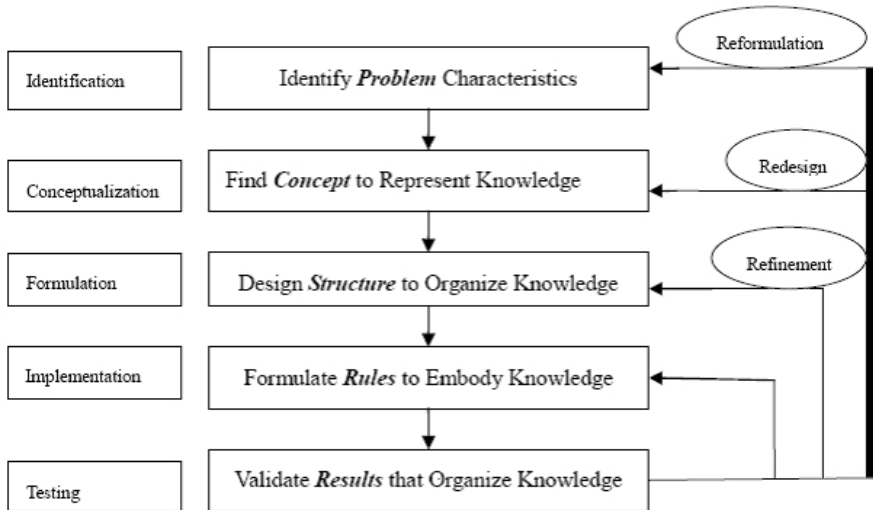 Reformulation
Identification
Identify Problem Characteristics
Redesign
Conceptualization
Find Concept to Represent Knowledge
Refinement
Formulation
Design Structure to Organize Knowledge
Implementation
Formulate Rules to Embody Knowledge
Testing
Validate Results that Organize Knowledge